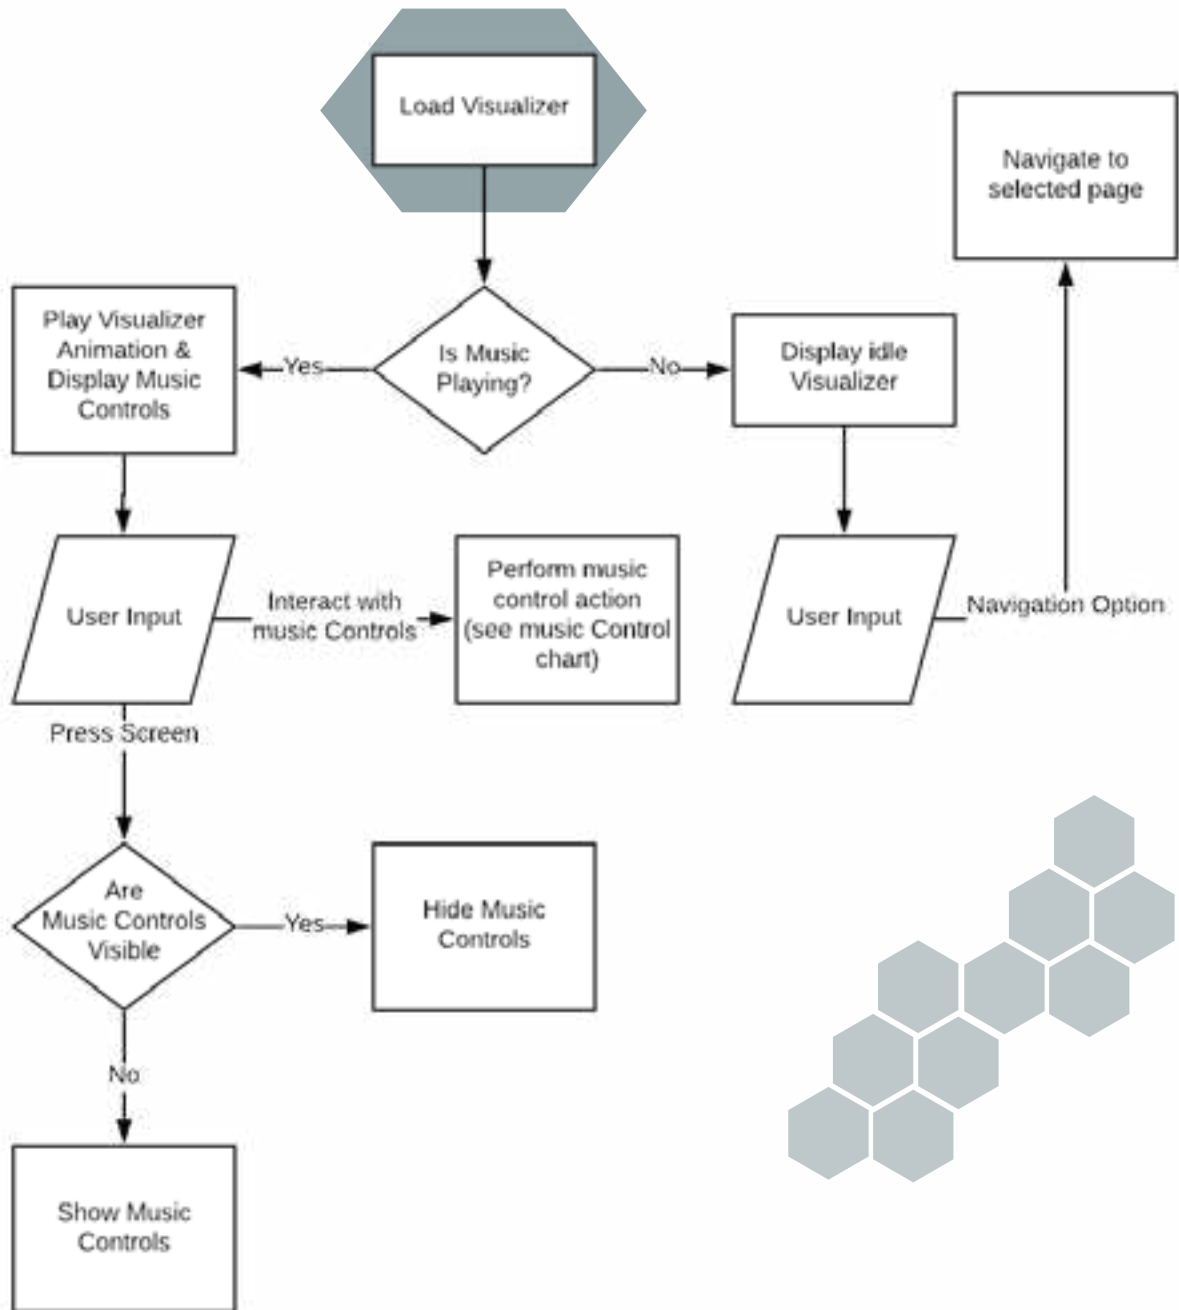 Load Visualizer
Navigate to
selected page
Play Visualizer
Animation &
Display Music
Controls
Yes
Is Music
Playing?
No
Display idle
Visualizer
User Input
Interact with
music Controls
Perform music
control action
(see music Control
chart)
User Input
Navigation Option
Press Screen
Are
Music Controls
Visible
Yes
Hide Music
Controls
No
Show Music
Controls